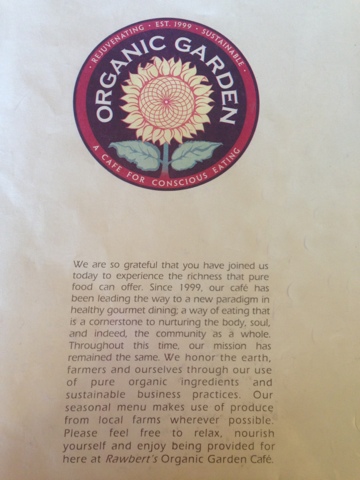 REJUVENATING • EST. 1999 • SUSTAINABLE
ORGANIC GARDEN
A CAFE FOR CONSCIOUS EATING
We are so grateful that you have joined us
today to experience the richness that pure
food can offer. Since 1999, our café has
been leading the way to a new paradigm in
healthy gourmet dining; a way of eating that
is a cornerstone to nurturing the body, soul,
and indeed, the community as a whole.
Throughout this time, our mission has
remained the same. We honor the earth,
farmers and ourselves through our use
of pure organic ingredients and
sustainable business practices. Our
seasonal menu makes use of produce
from local farms wherever possible.
Please feel free to relax, nourish
yourself and enjoy being provided for
here at Rawbert's Organic Garden Café.